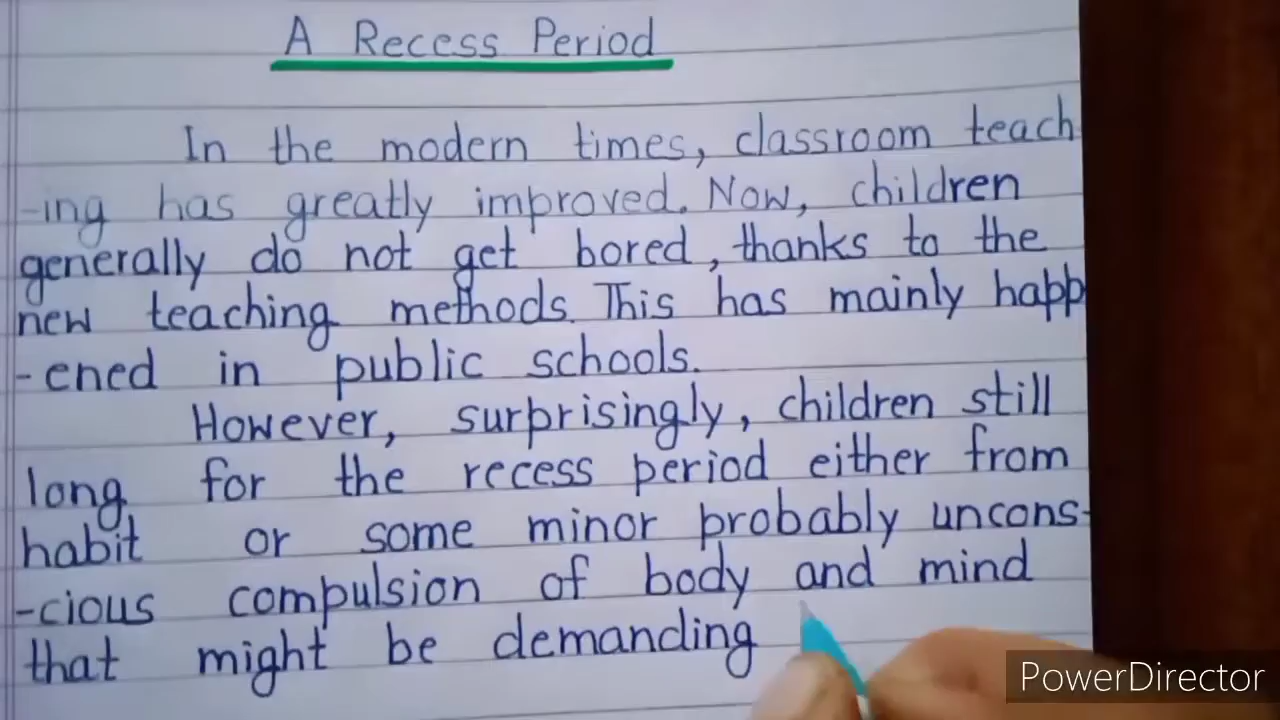 A Recess Period
In the modern times, classroom teach
-ing has greatly improved. Now, children
generally do not get bored, thanks to the
new teaching methods. This has mainly happ
-ened in public schools.
However, surprisingly, children still
long for the recess period either from
habit or some minor probably uncons-
-cious compulsion of body and mind
that might be demanding
PowerDirector